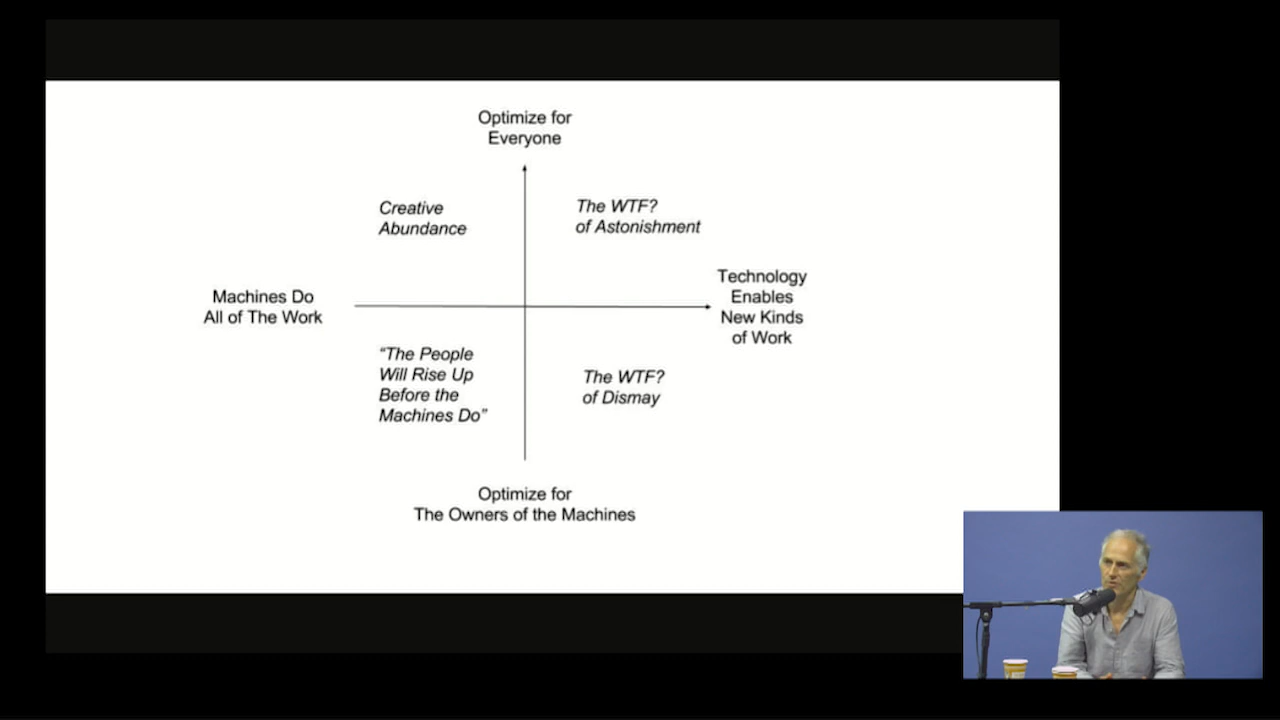 Optimize for
Everyone
Creative
Abundance
The WTF?
of Astonishment
Machines Do
All of The Work
Technology
Enables
New Kinds
of Work
“The People
Will Rise Up
Before the
Machines Do”
The WTF?
of Dismay
Optimize for
The Owners of the Machines